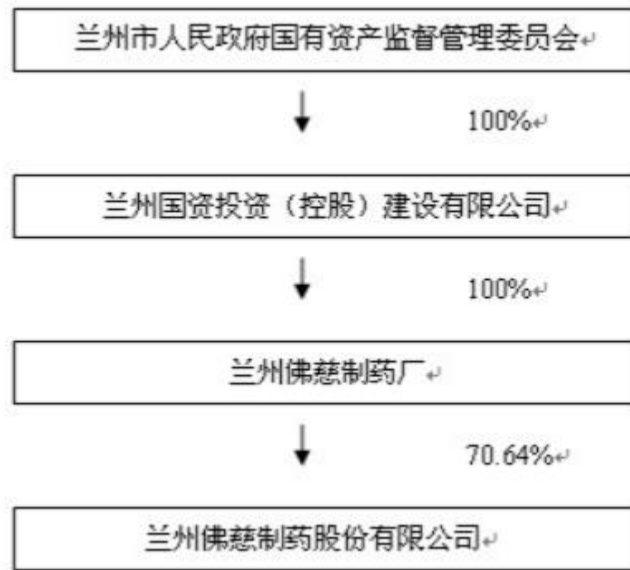 兰州市人民政府国有资产监督管理委员会
100%
兰州国资投资（控股）建设有限公司
100%
兰州佛慈制药厂
70.64%
兰州佛慈制药股份有限公司